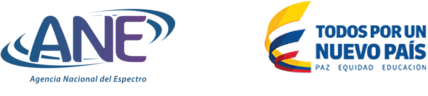 ANE
Agencia Nacional del Espectro
TODOS POR UN
NUEVO PAÍS
PAZ EQUIDAD EDUCACIÓN